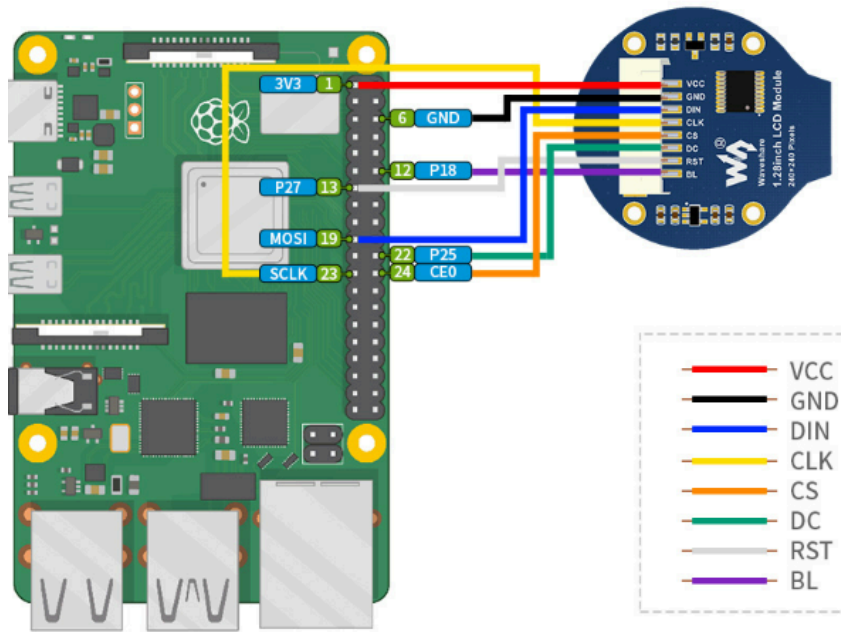 3V3 1
6 GND
12 P18
P27 13
MOSI 19
22 P25
SCLK 23
24 CE0
VCC
GND
DIN
CLK
CS
DC
RST
BL
Waveshare
1.28inch LCD Module
240×240 Pixels
VCC
GND
DIN
CLK
CS
DC
RST
BL